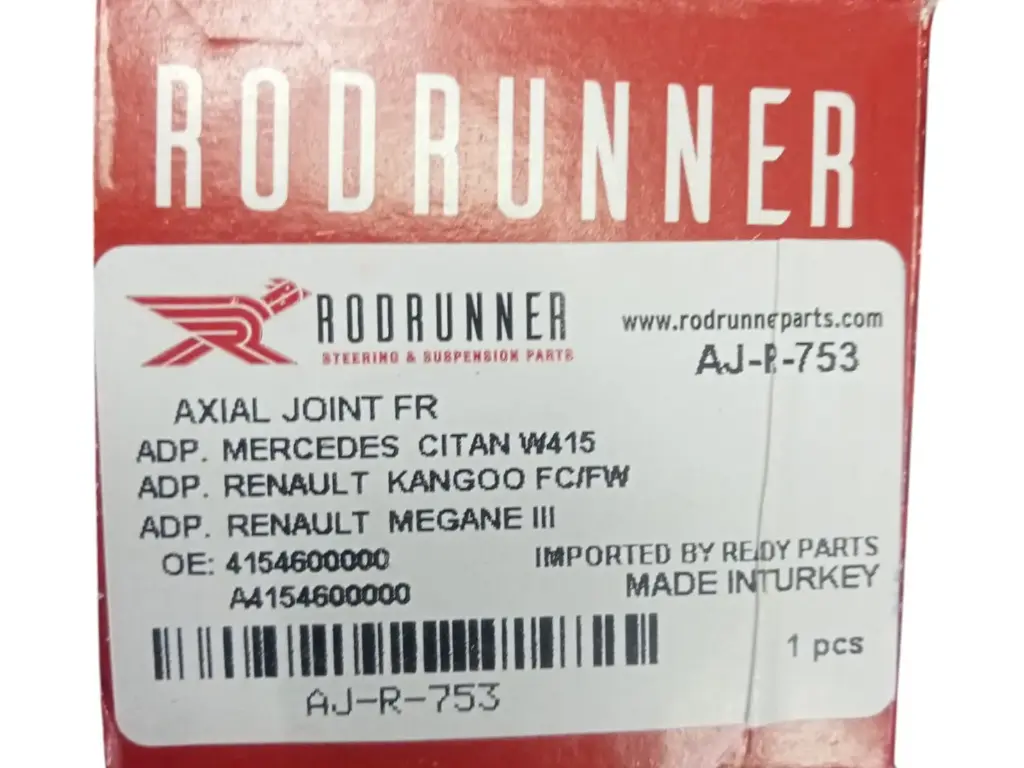 RODRUNNER
RODRUNNER
STEERING & SUSPENSION PARTS
www.rodrunneparts.com
AJ-R-753
AXIAL JOINT FR
ADP. MERCEDES CITAN W415
ADP. RENAULT KANGOO FC/FW
ADP. RENAULT MEGANE III
OE: 4154600000
A4154600000
IMPORTED BY REDY PARTS
MADE IN TURKEY
AJ-R-753
1 pcs